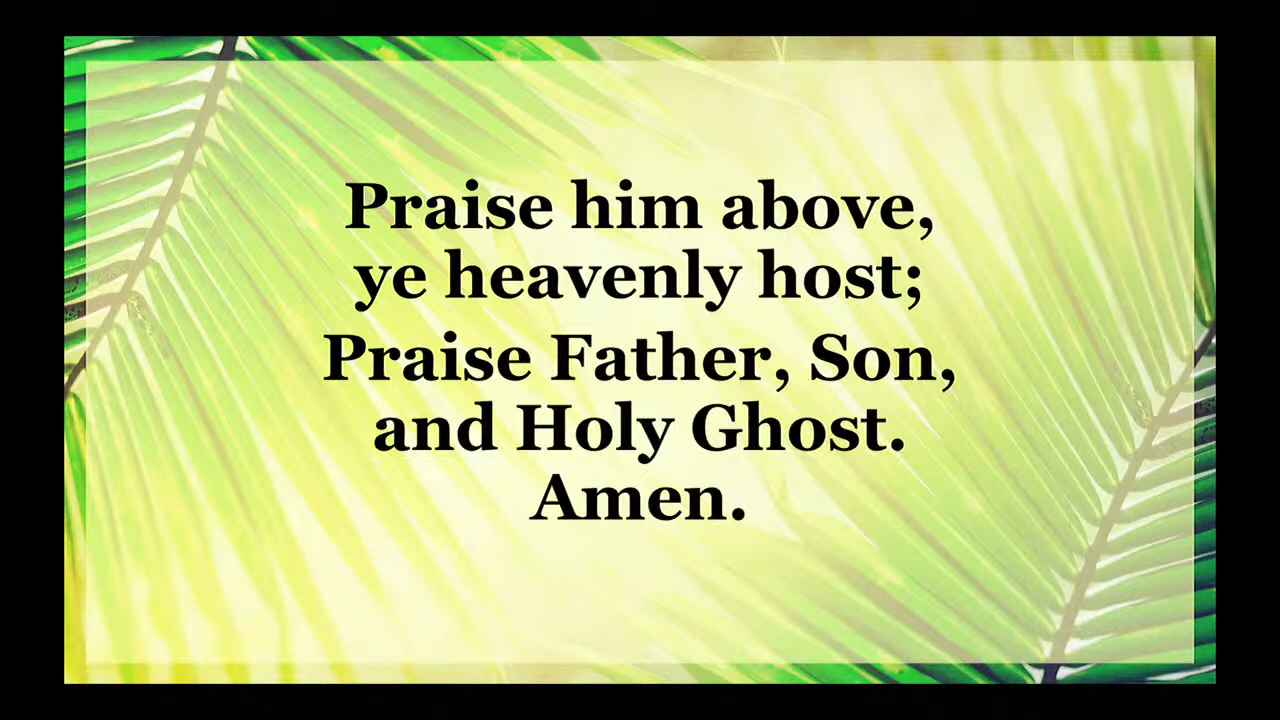 Praise him above,
ye heavenly host;
Praise Father, Son,
and Holy Ghost.
Amen.